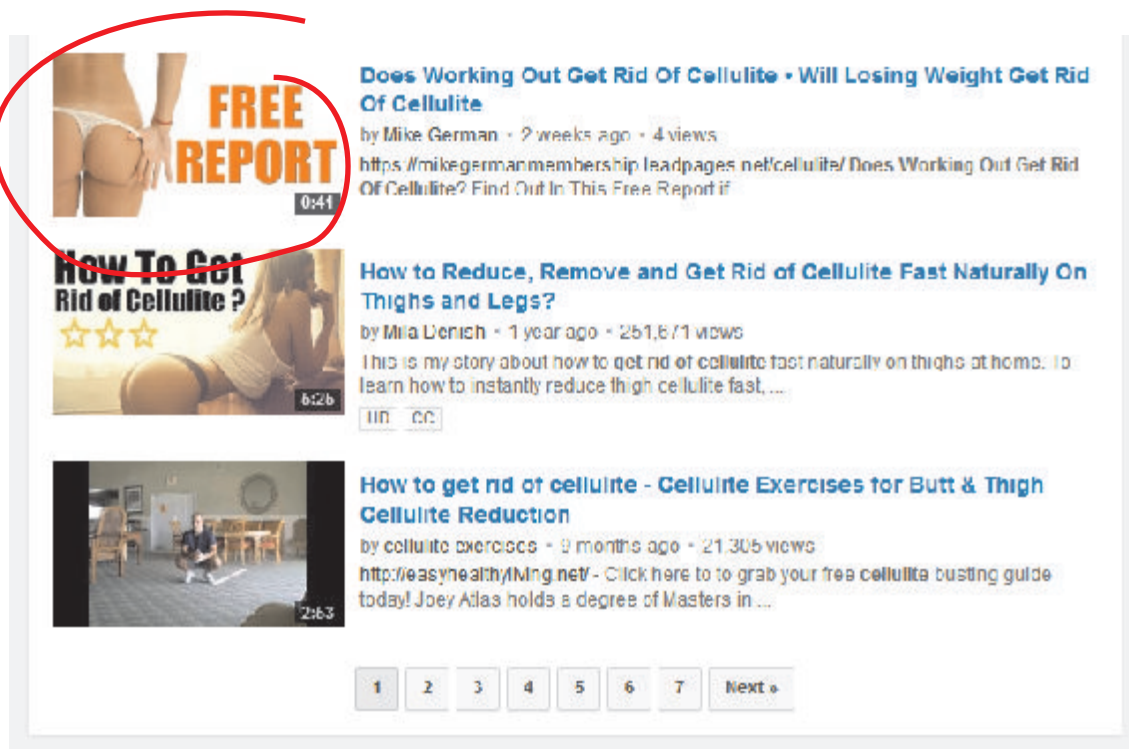 FREE
REPORT
0:41
Does Working Out Get Rid Of Cellulite • Will Losing Weight Get Rid
Of Cellulite
by Mike German • 2 weeks ago • 4 views
https://mikegermanmembership.leadpages.net/cellulite/ Does Working Out Get Rid
Of Cellulite? Find Out In This Free Report if
How To Get
Rid of Cellulite ?
How to Reduce, Remove and Get Rid of Cellulite Fast Naturally On
Thighs and Legs?
by Mila Denish • 1 year ago • 251,671 views
This is my story about how to get rid of cellulite fast naturally on thighs at home. To
learn how to instantly reduce thigh cellulite fast, ...
HD CC
How to get rid of cellulite - Cellulite Exercises for Butt & Thigh
Cellulite Reduction
2:53
by cellulite exercises • 9 months ago • 21,305 views
http://easyhealthyliving.net/ - Click here to to grab your free cellulite busting guide
today! Joey Atlas holds a degree of Masters in ...
1 2 3 4 5 6 7 Next »